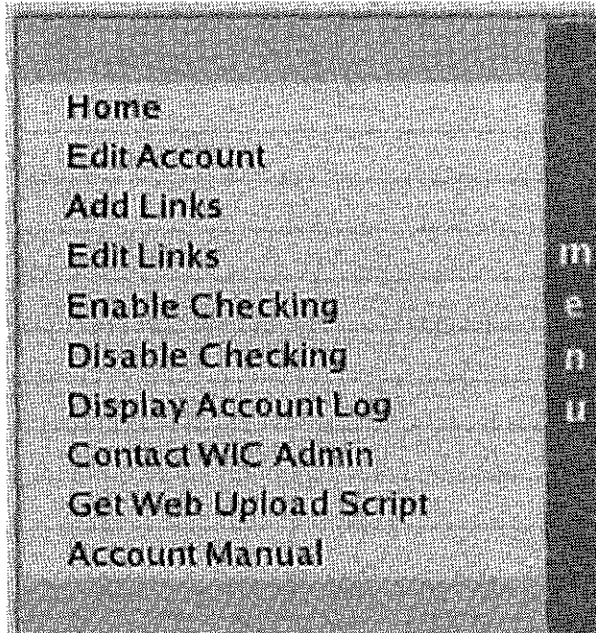 Home
Edit Account
Add Links
Edit Links
Enable Checking
Disable Checking
Display Account Log
Contact WIC Admin
Get Web Upload Script
Account Manual
menu